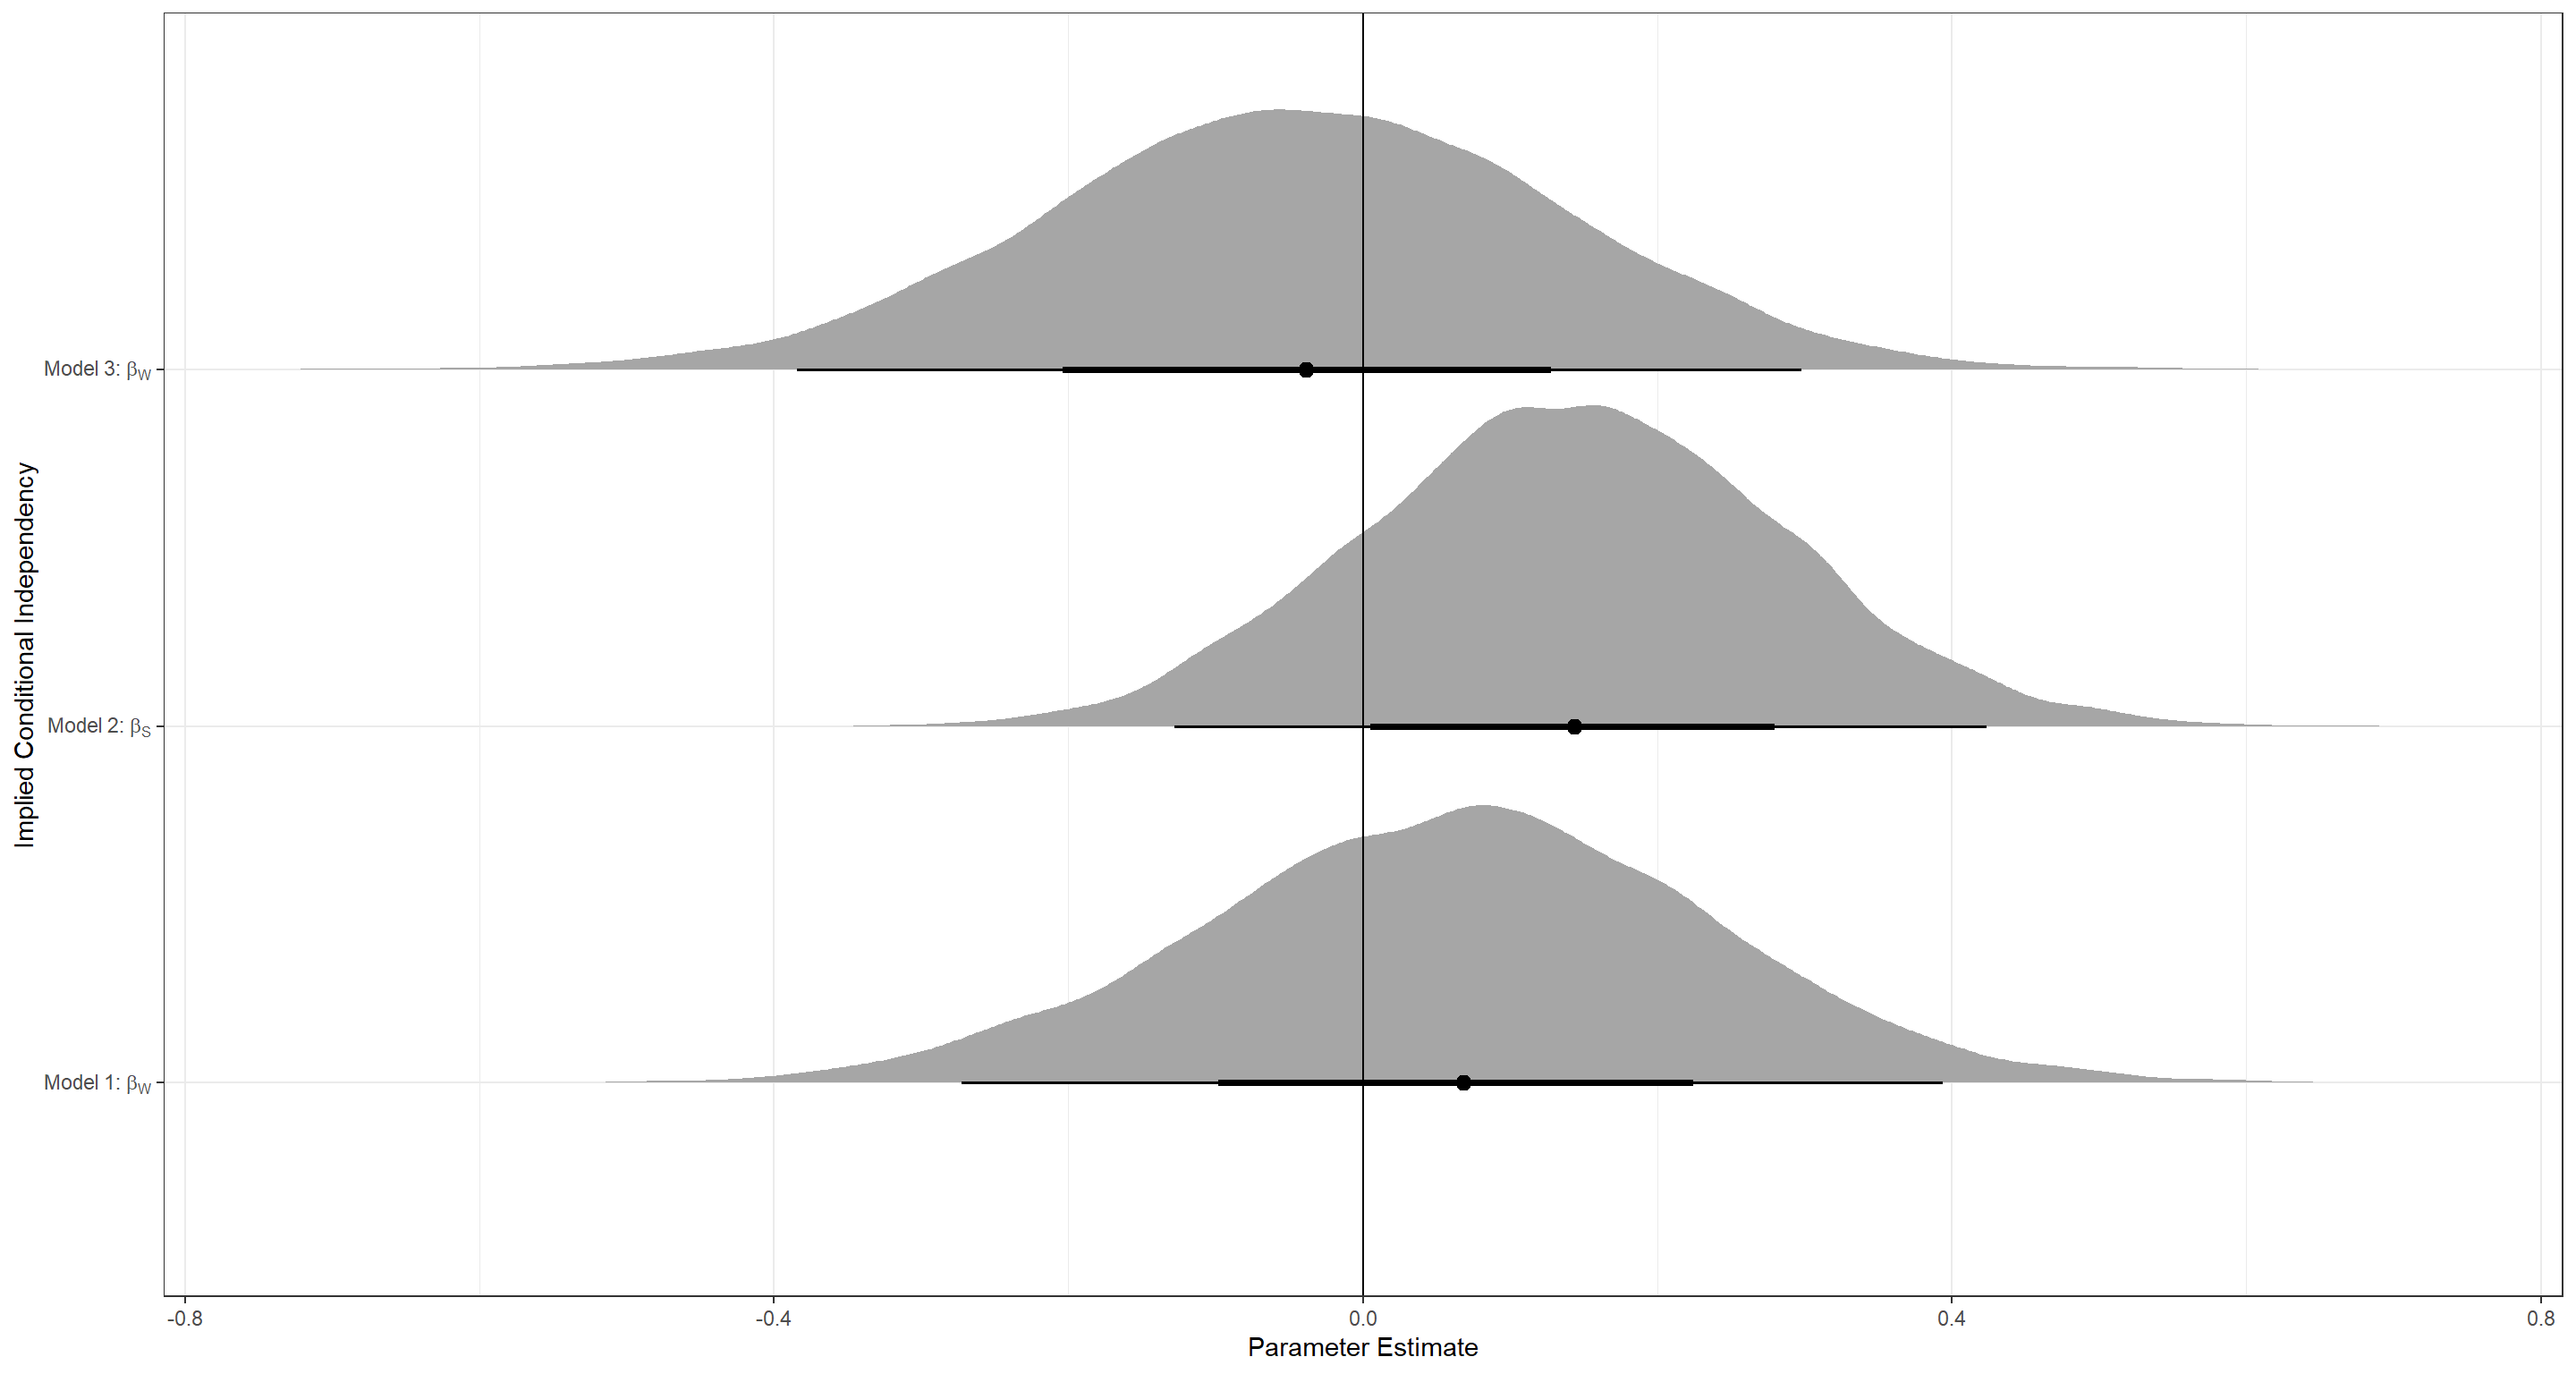 Implied Conditional Independency
Model 3: βW
Model 2: βS
Model 1: βW
-0.8 -0.4 0.0 0.4 0.8
Parameter Estimate